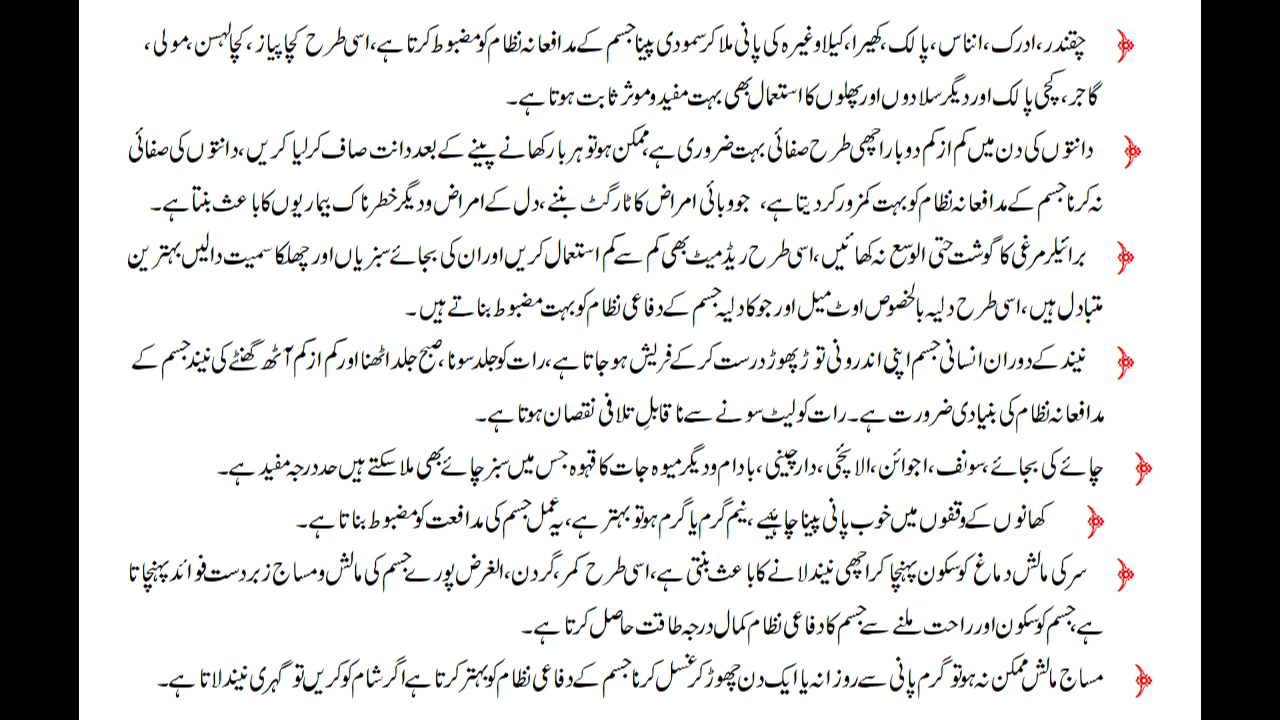 چقندر، ادرک، انناس، پالک، کھیرا، کیلا وغیرہ کی پانی ملا کر سمودی پینا جسم کے مدافعانہ نظام کو مضبوط کرتا ہے، اسی طرح کچا پیاز، کچا لہسن، مولی،
گاجر، کچی پالک اور دیگر سلادوں اور پھلوں کا استعمال بھی بہت مفید و موثر ثابت ہوتا ہے۔
دانتوں کی دن میں کم از کم دو بار اچھی طرح صفائی بہت ضروری ہے، ممکن ہو تو ہر بار کھانے پینے کے بعد دانت صاف کر لیا کریں، دانتوں کی صفائی
نہ کرنا جسم کے مدافعانہ نظام کو بہت کمزور کر دیتا ہے، جو وبائی امراض کا ٹارگٹ بننے، دل کے امراض و دیگر خطرناک بیماریوں کا باعث بنتا ہے۔
برائیلر مرغی کا گوشت حتی الوسع نہ کھائیں، اسی طرح ریڈ میٹ بھی کم سے کم استعمال کریں اور ان کی بجائے سبزیاں اور چھلکا سمیت دالیں بہترین
متبادل ہیں، اسی طرح دلیہ بالخصوص اوٹ میل اور جو کا دلیہ جسم کے دفاعی نظام کو بہت مضبوط بناتے ہیں۔
نیند کے دوران انسانی جسم اپنی اندرونی توڑ پھوڑ درست کر کے فریش ہو جاتا ہے، رات کو جلد سونا، صبح جلد اٹھنا اور کم از کم آٹھ گھنٹے کی نیند جسم کے
مدافعانہ نظام کی بنیادی ضرورت ہے۔ رات کو لیٹ سونے سے ناقابلِ تلافی نقصان ہوتا ہے۔
چائے کی بجائے، سونف، اجوائن، الائچی، دارچینی، بادام و دیگر میوہ جات کا قہوہ جس میں سبز چائے بھی ملا سکتے ہیں حد درجہ مفید ہے۔
کھانوں کے وقفوں میں خوب پانی پینا چاہئیے، نیم گرم یا گرم ہو تو بہتر ہے، یہ عمل جسم کی مدافعت کو مضبوط بناتا ہے۔
سر کی مالش دماغ کو سکون پہنچا کر اچھی نیند لانے کا باعث بنتی ہے، اسی طرح کمر، گردن، الغرض پورے جسم کی مالش و مساج زبردست فوائد پہنچاتا
ہے، جسم کو سکون اور راحت ملنے سے جسم کا دفاعی نظام کمال درجہ طاقت حاصل کرتا ہے۔
مساج مالش ممکن نہ ہو تو گرم پانی سے روزانہ یا ایک دن چھوڑ کر غسل کرنا جسم کے دفاعی نظام کو بہتر کرتا ہے اگر شام کو کریں تو گہری نیند لاتا ہے۔